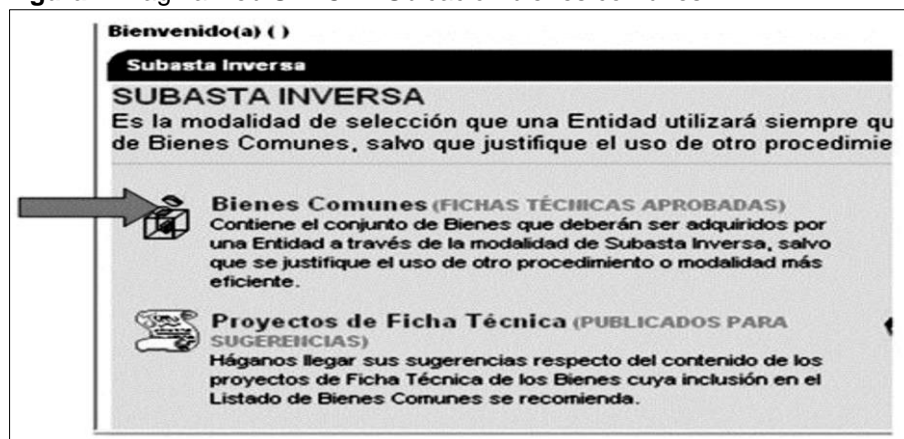 Bienvenido(a) ( )
Subasta Inversa
SUBASTA INVERSA
Es la modalidad de selección que una Entidad utilizará siempre qu
de Bienes Comunes, salvo que justifique el uso de otro procedimie
Bienes Comunes (FICHAS TÉCNICAS APROBADAS)
Contiene el conjunto de Bienes que deberán ser adquiridos por
una Entidad a través de la modalidad de Subasta Inversa, salvo
que se justifique el uso de otro procedimiento o modalidad más
eficiente.
Proyectos de Ficha Técnica (PUBLICADOS PARA
SUGERENCIAS)
Háganos llegar sus sugerencias respecto del contenido de los
proyectos de Ficha Técnica de los Bienes cuya inclusión en el
Listado de Bienes Comunes se recomienda.